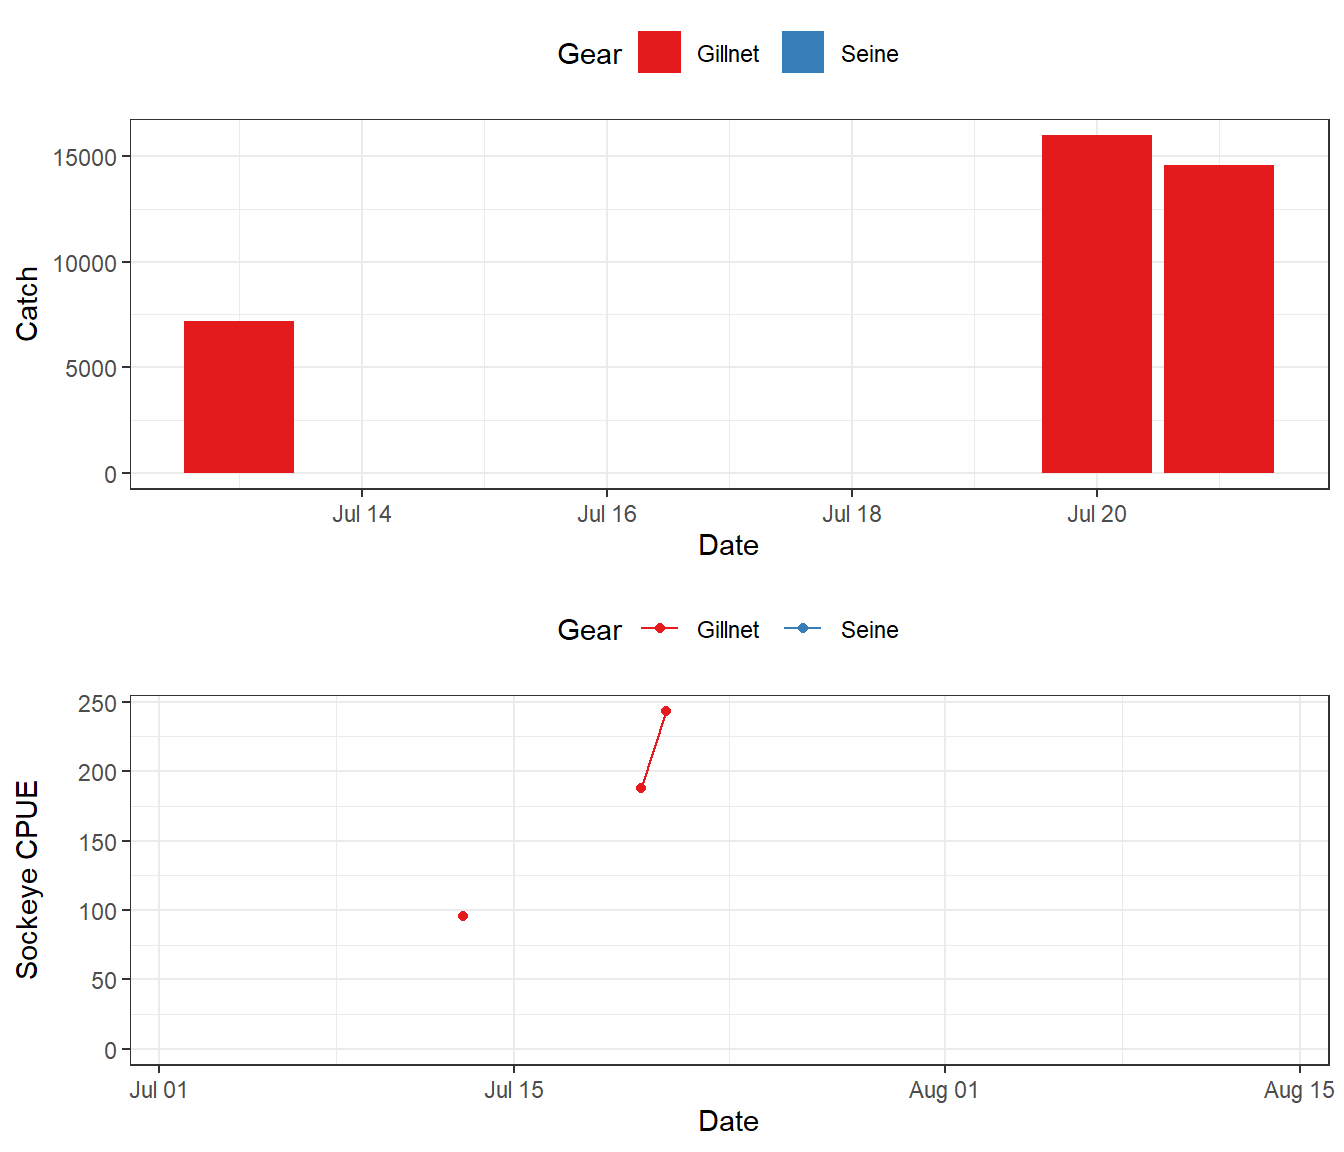 Gear Gillnet Seine
15000
10000
5000
0
Catch
Jul 14 Jul 16 Jul 18 Jul 20
Date
Gear Gillnet Seine
250
200
150
100
50
0
Sockeye CPUE
Jul 01 Jul 15 Aug 01 Aug 15
Date